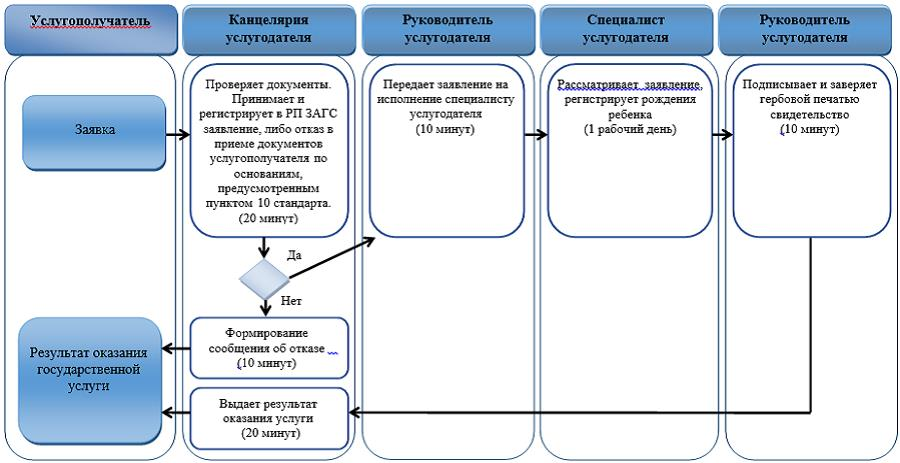 Услугополучатель
Канцелярия
услугодателя
Руководитель
услугодателя
Специалист
услугодателя
Руководитель
услугодателя
Заявка
Проверяет документы.
Принимает и
регистрирует в РП ЗАГС
заявление, либо отказ в
приеме документов
услугополучателя по
основаниям,
предусмотренным
пунктом 10 стандарта.
(20 минут)
Передает заявление на
исполнение специалисту
услугодателя
(10 минут)
Рассматривает заявление,
регистрирует рождения
ребенка
(1 рабочий день)
Подписывает и заверяет
гербовой печатью
свидетельство
(10 минут)
Да
Нет
Формирование
сообщения об отказе
(10 минут)
Результат оказания
государственной
услуги
Выдает результат
оказания услуги
(20 минут)